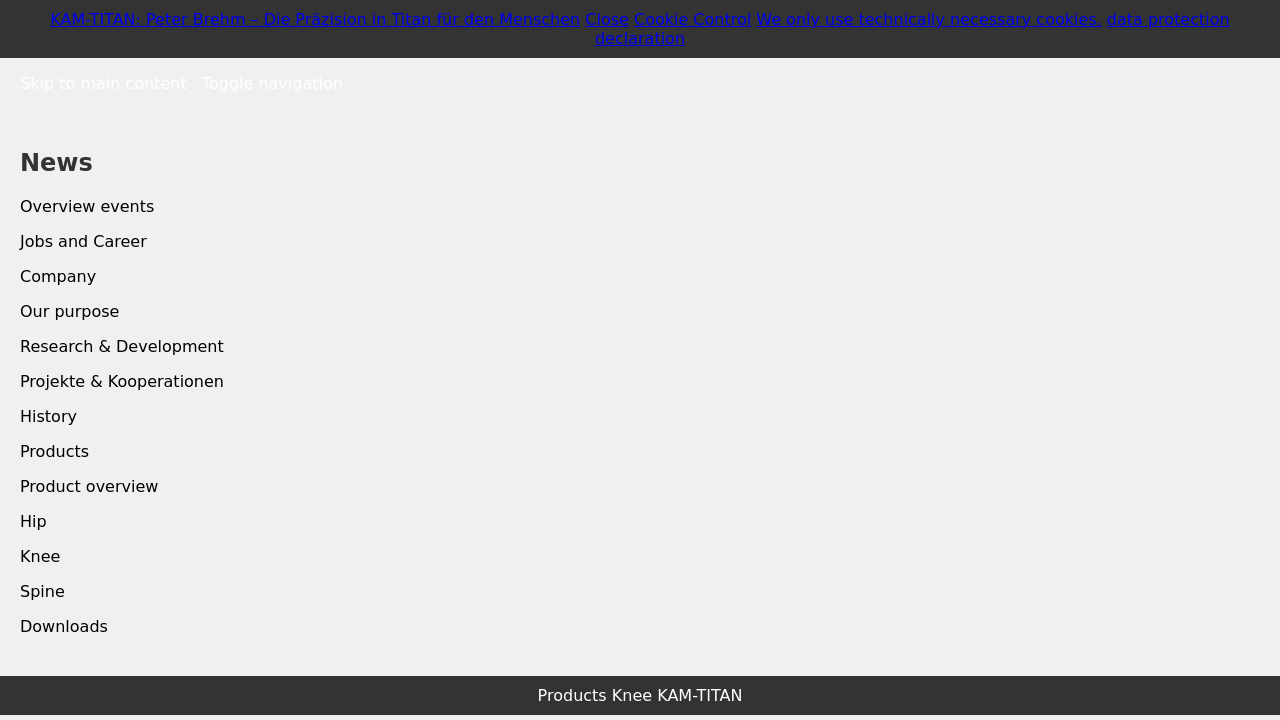 KAM-TITAN: Peter Brehm – Die Präzision in Titan für den Menschen Close Cookie Control We only use technically necessary cookies. data protection
declaration
Skip to main content Toggle navigation
News
Overview events
Jobs and Career
Company
Our purpose
Research & Development
Projekte & Kooperationen
History
Products
Product overview
Hip
Knee
Spine
Downloads
Products Knee KAM-TITAN